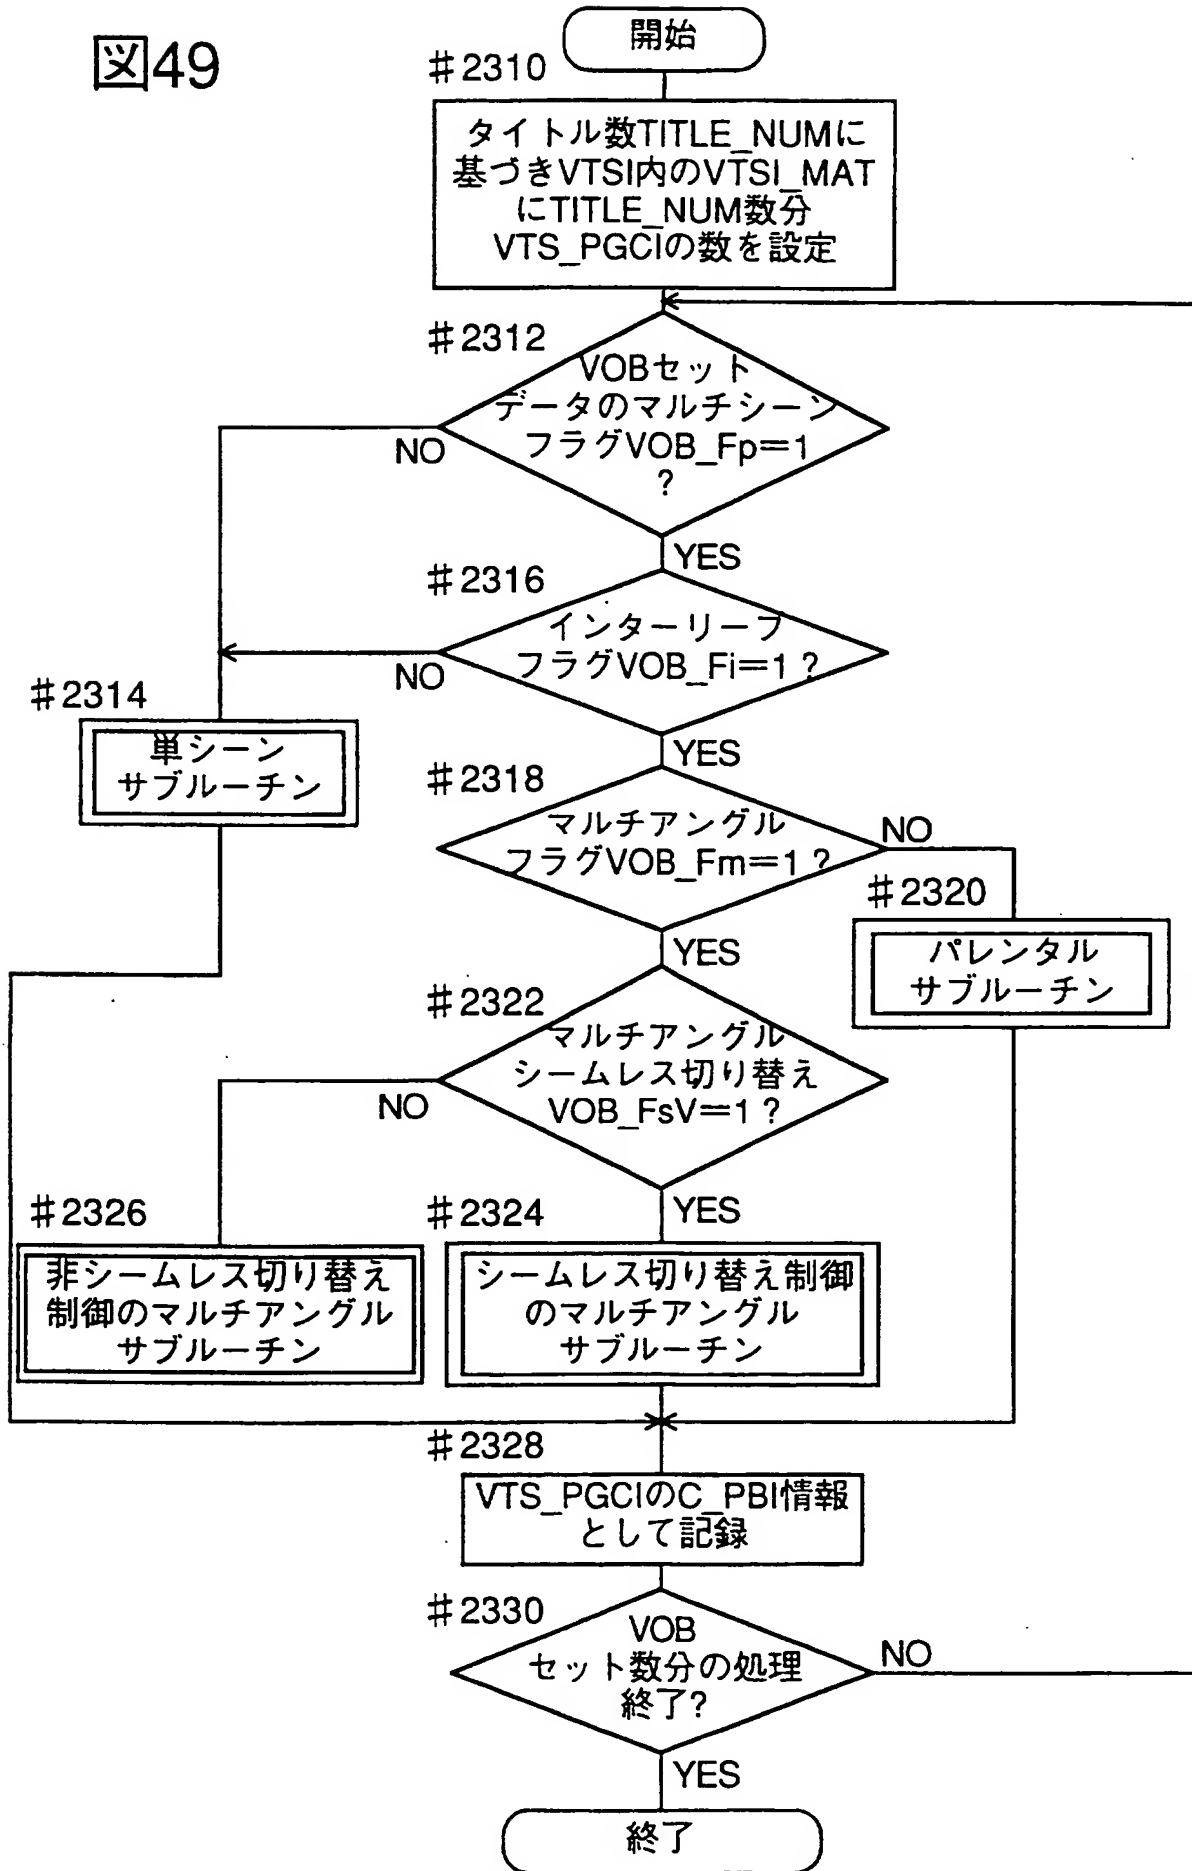 図49
開始
#2310
タイトル数TITLE_NUMに
基づきVTSI内のVTSI_MAT
にTITLE_NUM数分
VTS_PGCIの数を設定
#2312
VOBセット
データのマルチシーン
フラグVOB_Fp=1
?
NO
YES
#2316
インターリーフ
フラグVOB_Fi=1?
NO
YES
#2314
単シーン
サブルーチン
#2318
マルチアングル
フラグVOB_Fm=1?
NO
YES
#2320
パレンタル
サブルーチン
#2322
マルチアングル
シームレス切り替え
VOB_FsV=1?
NO
YES
#2326
非シームレス切り替え
制御のマルチアングル
サブルーチン
#2324
シームレス切り替え制御
のマルチアングル
サブルーチン
#2328
VTS_PGCIのC_PBI情報
として記録
#2330
VOB
セット数分の処理
終了?
NO
YES
終了